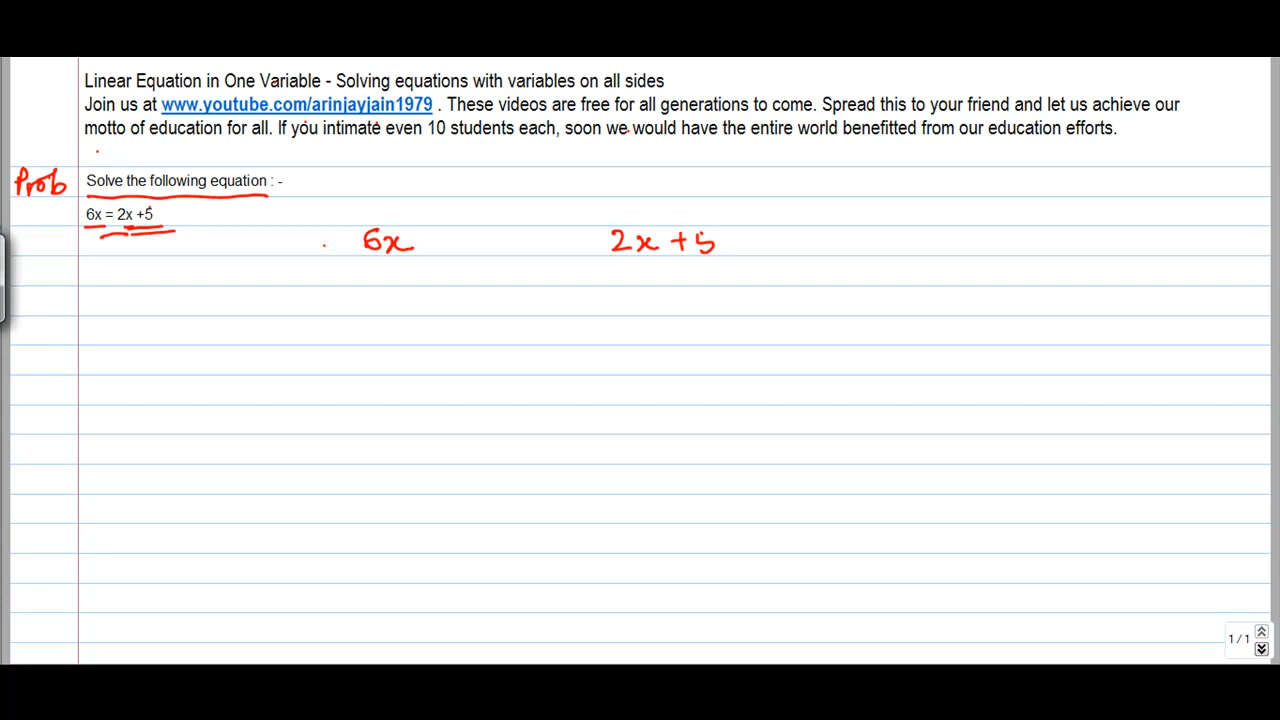 Linear Equation in One Variable - Solving equations with variables on all sides
Join us at www.youtube.com/arinjayjain1979 . These videos are free for all generations to come. Spread this to your friend and let us achieve our
motto of education for all. If you intimate even 10 students each, soon we would have the entire world benefitted from our education efforts.
Prob Solve the following equation : -
6x = 2x +5
6x 2x + 5
1 / 1